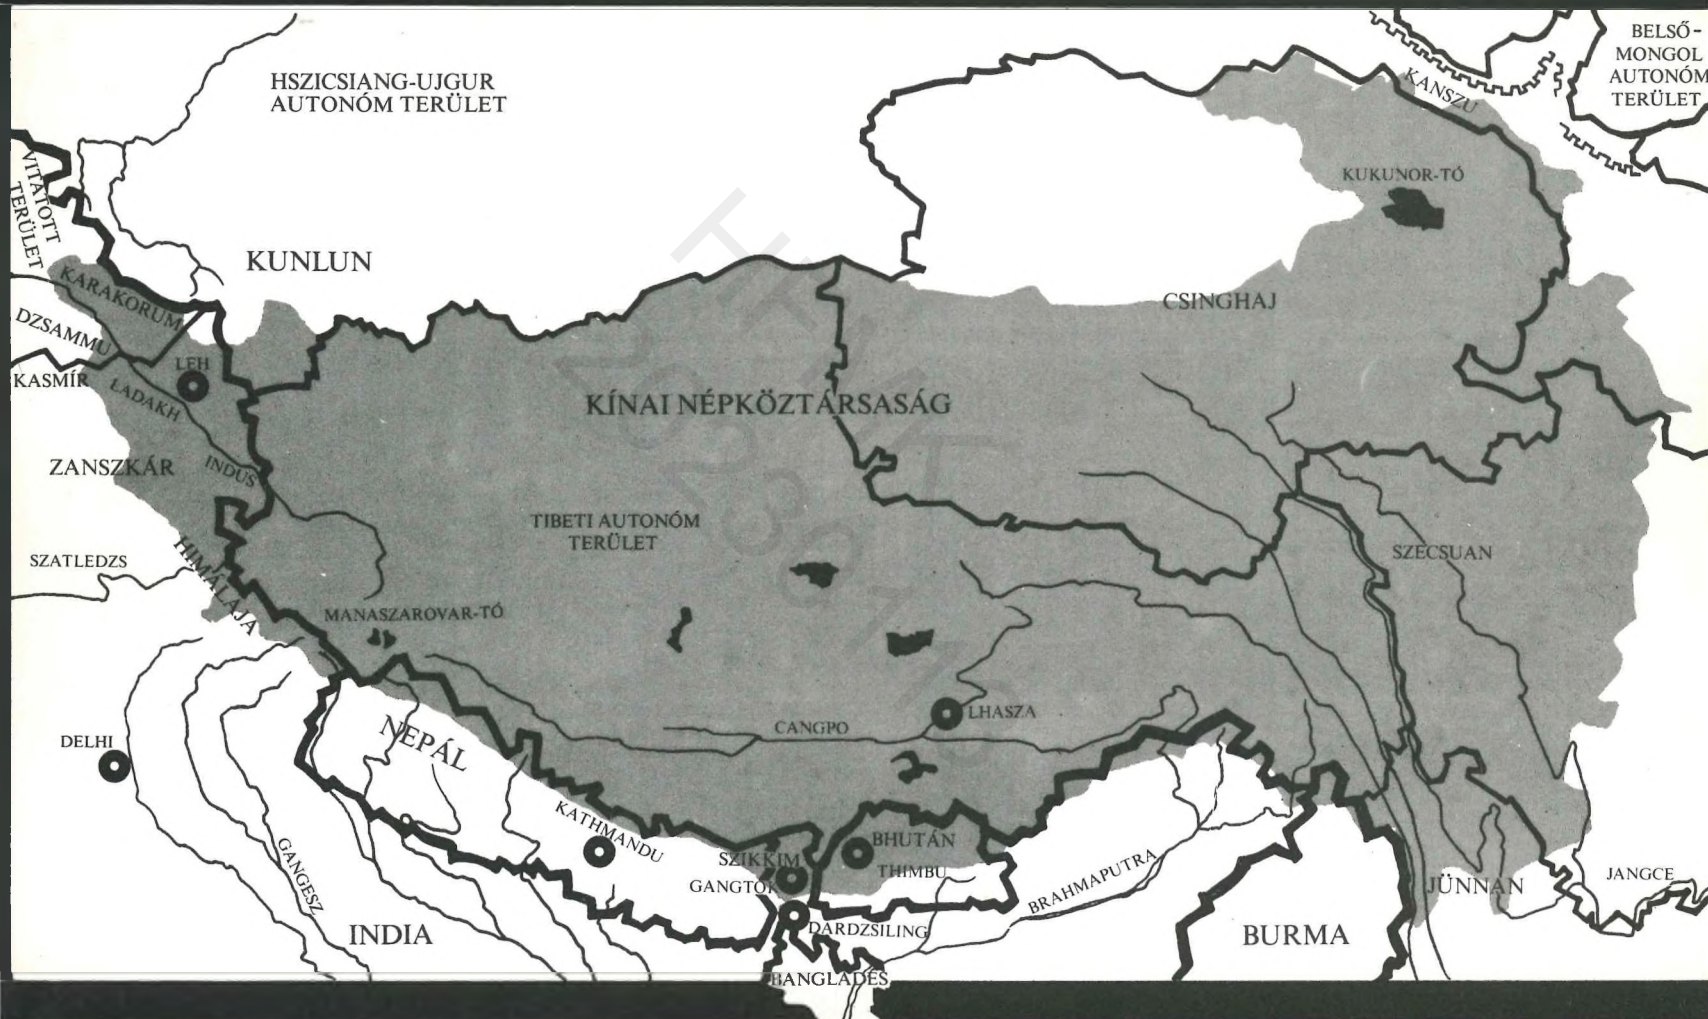 BELSŐ-
MONGOL
AUTONÓM
TERÜLET
HSZICSIANG-UJGUR
AUTONÓM TERÜLET
KANSZU
VITATOTT
TERÜLET
KUKUNOR-TÓ
KUNLUN
KARAKORUM
CSINGHAJ
DZSAMMU
KASMÍR
LEH
LADAKH
KÍNAI NÉPKÖZTÁRSASÁG
ZANSZKÁR
INDUS
TIBETI AUTONÓM
TERÜLET
SZECSUAN
SZATLEDZS
HIMÁLAJA
MANASZAROVAR-TÓ
LHASZA
CANGPO
NEPÁL
DELHI
KATHMANDU
BHUTÁN
THIMBU
SZIKKIM
GANGTOK
GANGESZ
BRAHMAPUTRA
JÜNNAN
JANGCE
INDIA
DARDZSILING
BURMA
BANGLADES